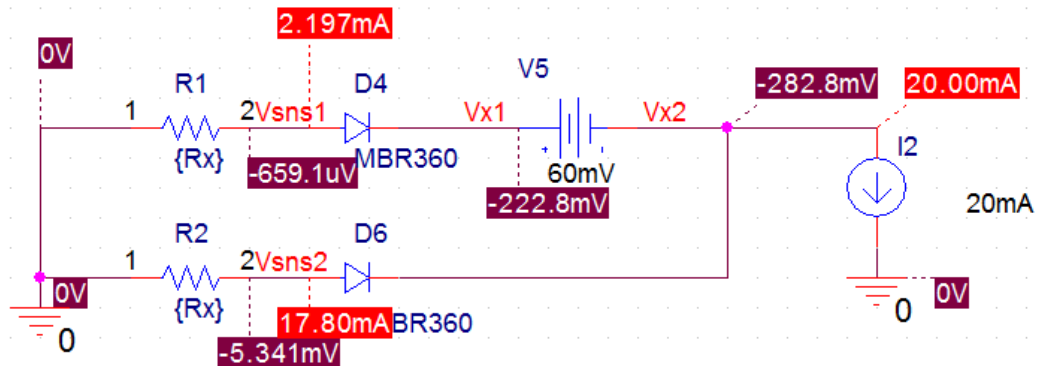 2.197mA
0V
V5
R1
D4
-282.8mV
20.00mA
1
2
Vsns1
Vx1
Vx2
I2
{Rx}
-659.1uV
MBR360
+
-
60mV
-222.8mV
20mA
R2
D6
1
2
Vsns2
0V
{Rx}
17.80mA
BR360
0V
0
0
-5.341mV